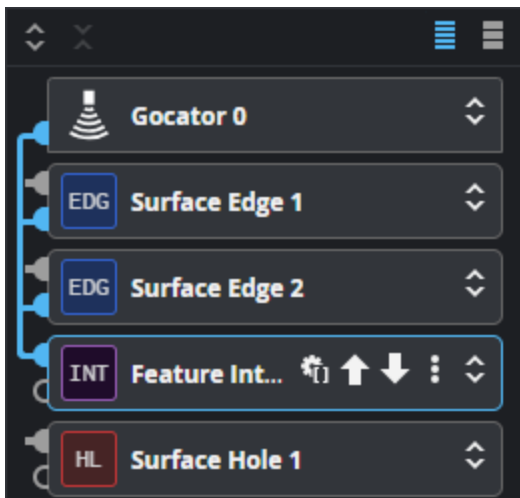 Gocator 0
EDG Surface Edge 1
EDG Surface Edge 2
INT Feature Int...
HL Surface Hole 1